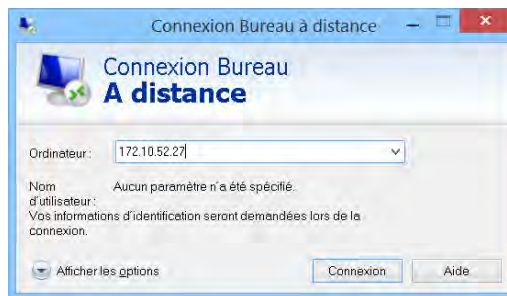 Connexion Bureau à distance
Connexion Bureau
A distance
Ordinateur :
172.10.52.27
Nom d'utilisateur :
Aucun paramètre n'a été spécifié.
Vos informations d'identification seront demandées lors de la
connexion.
Afficher les options
Connexion
Aide